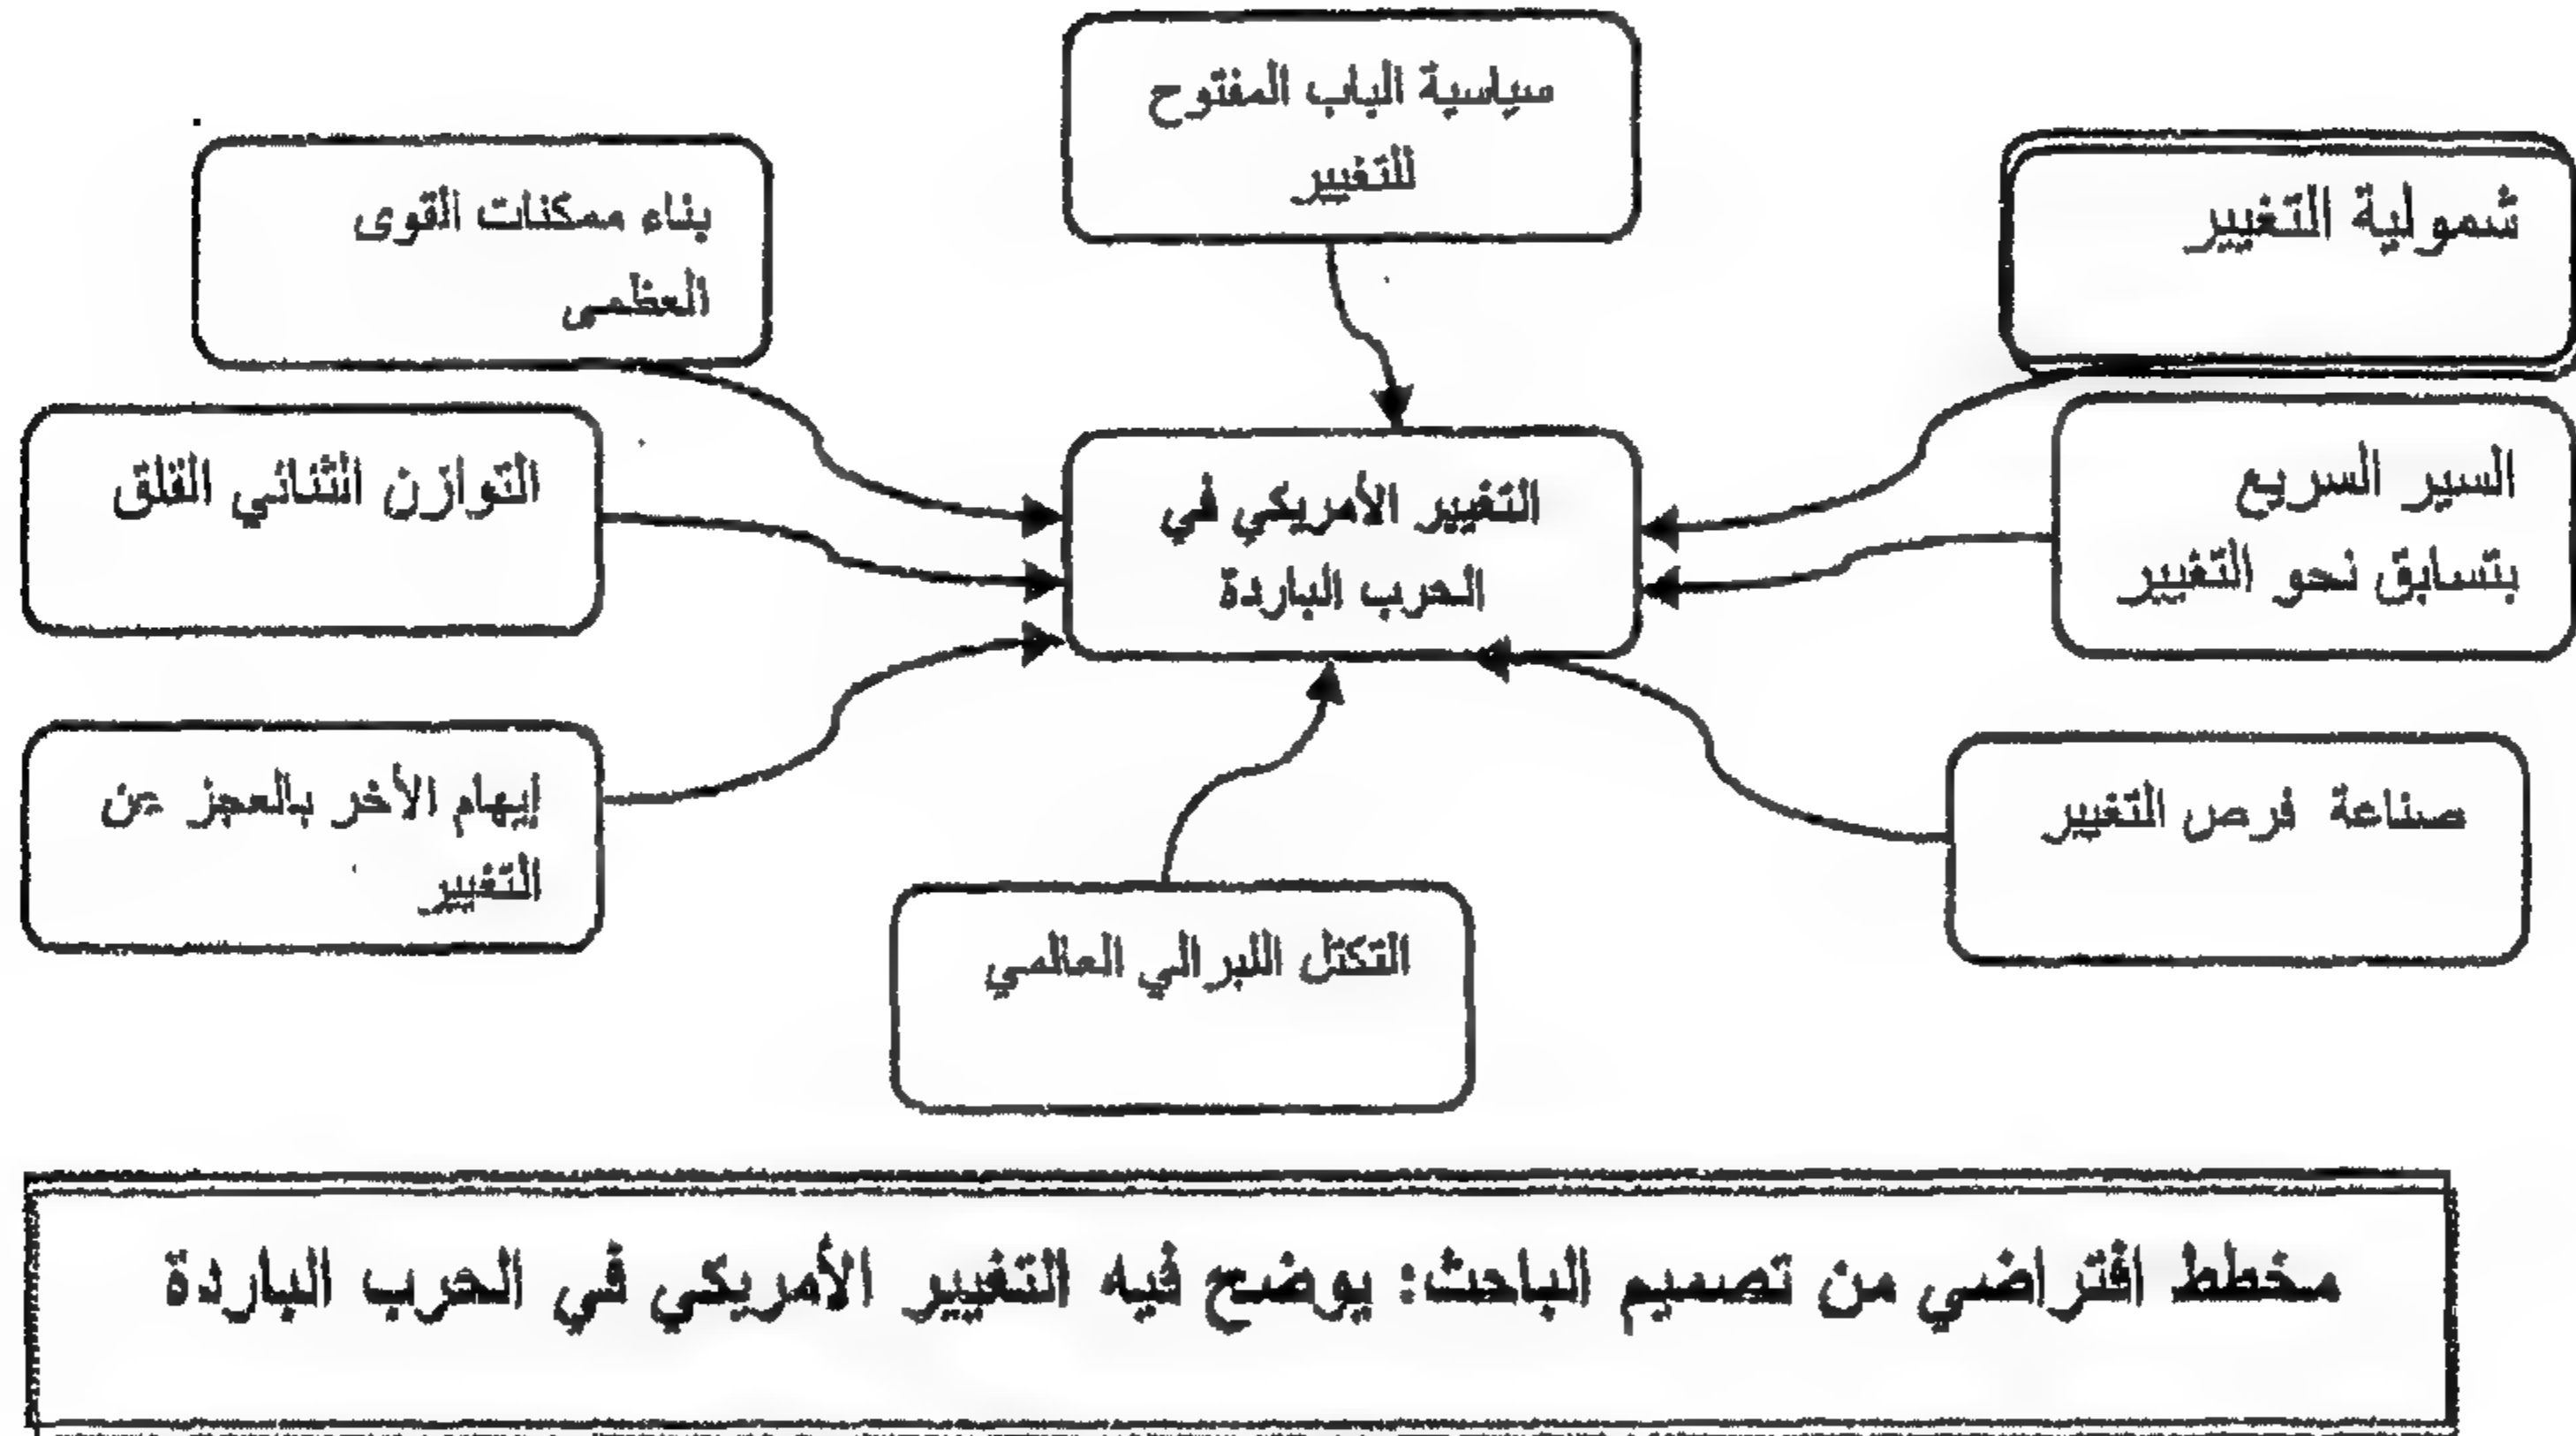 سياسية الباب المفتوح
للتغيير
شمولية التغيير
بناء ممكنات القوى
العظمى
السير السريع
بتسابق نحو التغيير
التغيير الأمريكي في
الحرب الباردة
التوازن الثنائي القلق
صناعة فرص التغيير
إيهام الأخر بالعجز عن
التغيير
التكتل اللبرالي العالمي
مخطط افتراضي من تصميم الباحث: يوضح فيه التغيير الأمريكي في الحرب الباردة